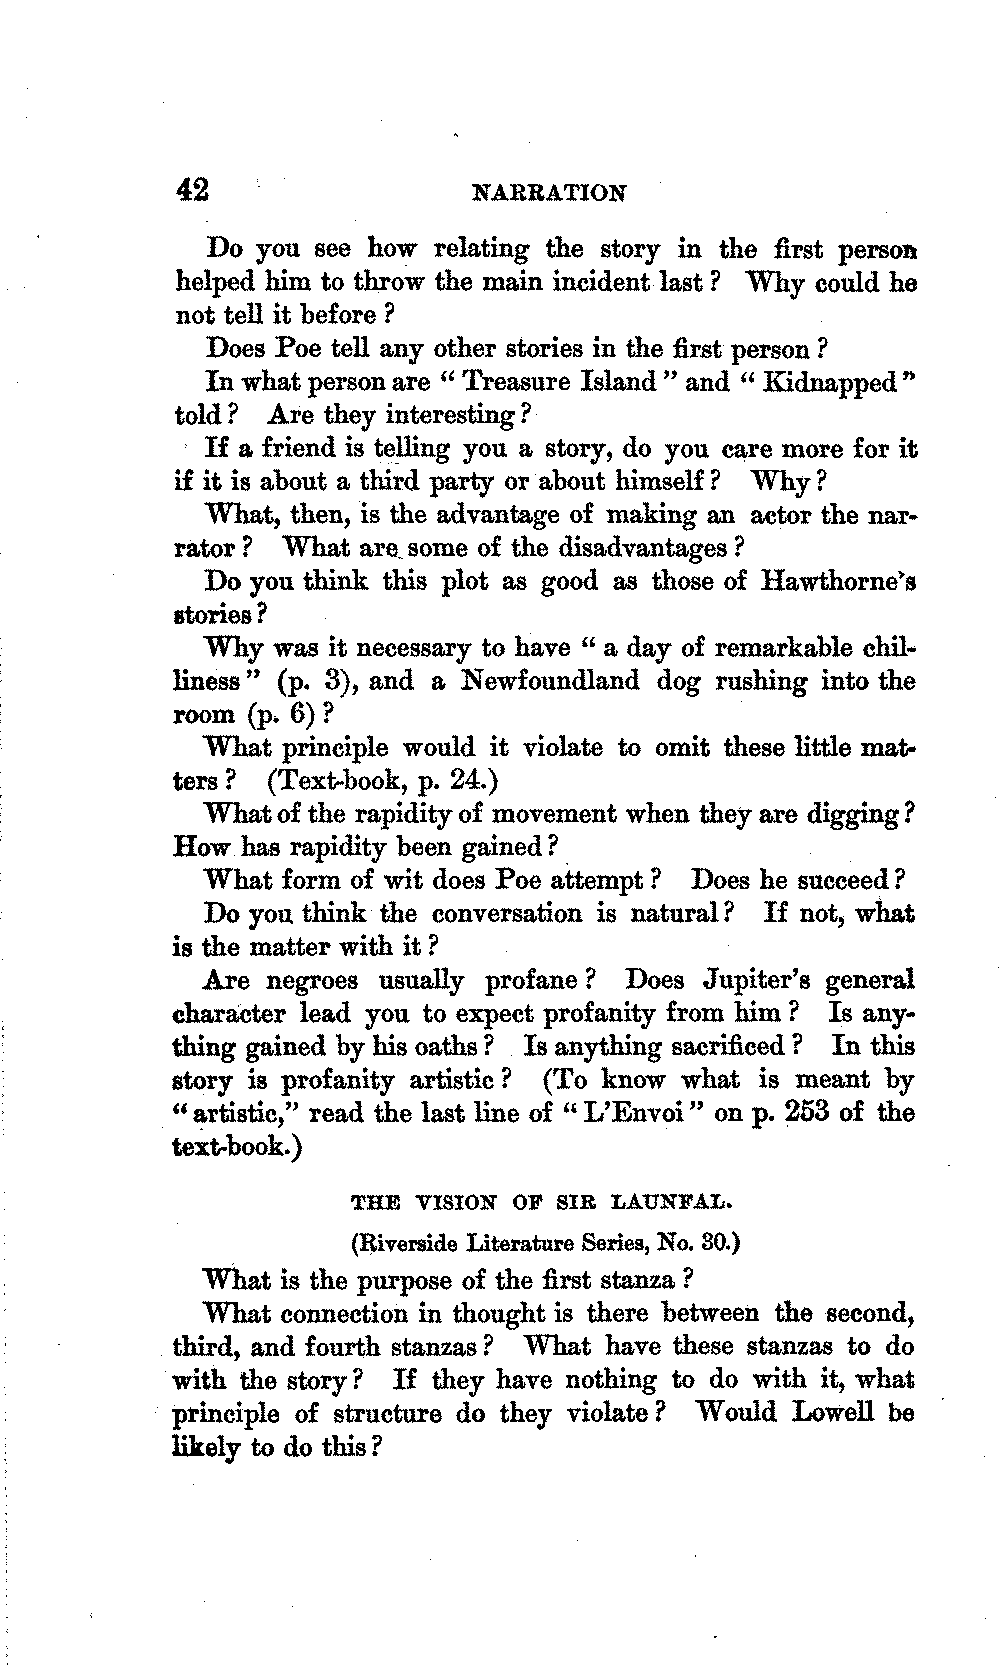 42 NARRATION
Do you see how relating the story in the first person
helped him to throw the main incident last? Why could he
not tell it before?
Does Poe tell any other stories in the first person?
In what person are “Treasure Island” and “Kidnapped”
told? Are they interesting?
If a friend is telling you a story, do you care more for it
if it is about a third party or about himself? Why?
What, then, is the advantage of making an actor the nar-
rator? What are some of the disadvantages?
Do you think this plot as good as those of Hawthorne's
stories?
Why was it necessary to have “a day of remarkable chil-
liness” (p. 3), and a Newfoundland dog rushing into the
room (p. 6)?
What principle would it violate to omit these little mat-
ters? (Text-book, p. 24.)
What of the rapidity of movement when they are digging?
How has rapidity been gained?
What form of wit does Poe attempt? Does he succeed?
Do you think the conversation is natural? If not, what
is the matter with it?
Are negroes usually profane? Does Jupiter's general
character lead you to expect profanity from him? Is any-
thing gained by his oaths? Is anything sacrificed? In this
story is profanity artistic? (To know what is meant by
“artistic,” read the last line of “L'Envoi” on p. 253 of the
text-book.)
THE VISION OF SIR LAUNFAL.
(Riverside Literature Series, No. 30.)
What is the purpose of the first stanza?
What connection in thought is there between the second,
third, and fourth stanzas? What have these stanzas to do
with the story? If they have nothing to do with it, what
principle of structure do they violate? Would Lowell be
likely to do this?